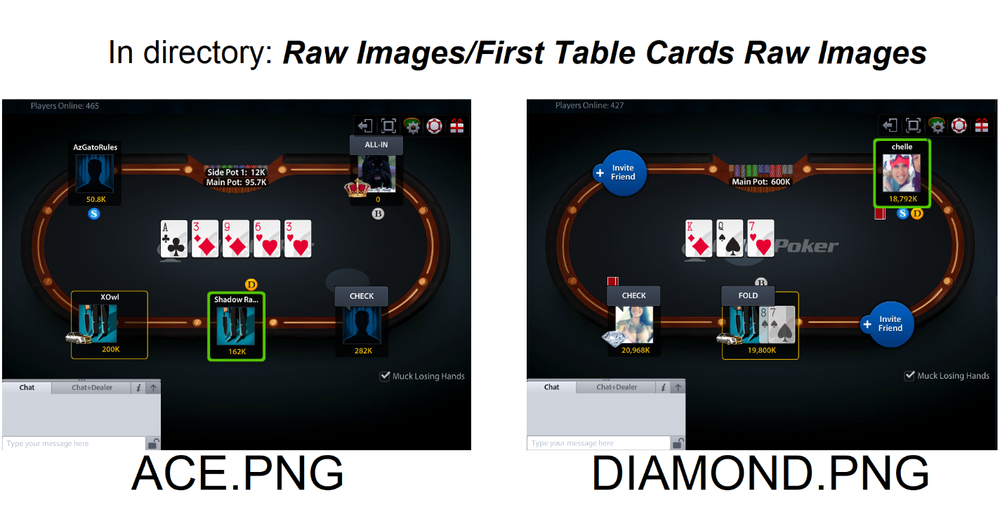 In directory: Raw Images/First Table Cards Raw Images
Players Online: 465
ALL-IN
AzGatoRules
Side Pot 1: 12K
Main Pot: 95.7K
50.8K
0
S
B
A 3 9 6 3
D
XOwl
Shadow Ra...
CHECK
200K
162K
282K
Muck Losing Hands
Chat
Chat+Dealer
i
Type your message here
ACE.PNG
Players Online: 427
chelle
+ Invite
Friend
Main Pot: 600K
18,792K
S D
K Q 7
Poker
B
CHECK
FOLD
8 7
+ Invite
Friend
20,968K
19,800K
Muck Losing Hands
Chat
Chat+Dealer
i
Type your message here
DIAMOND.PNG